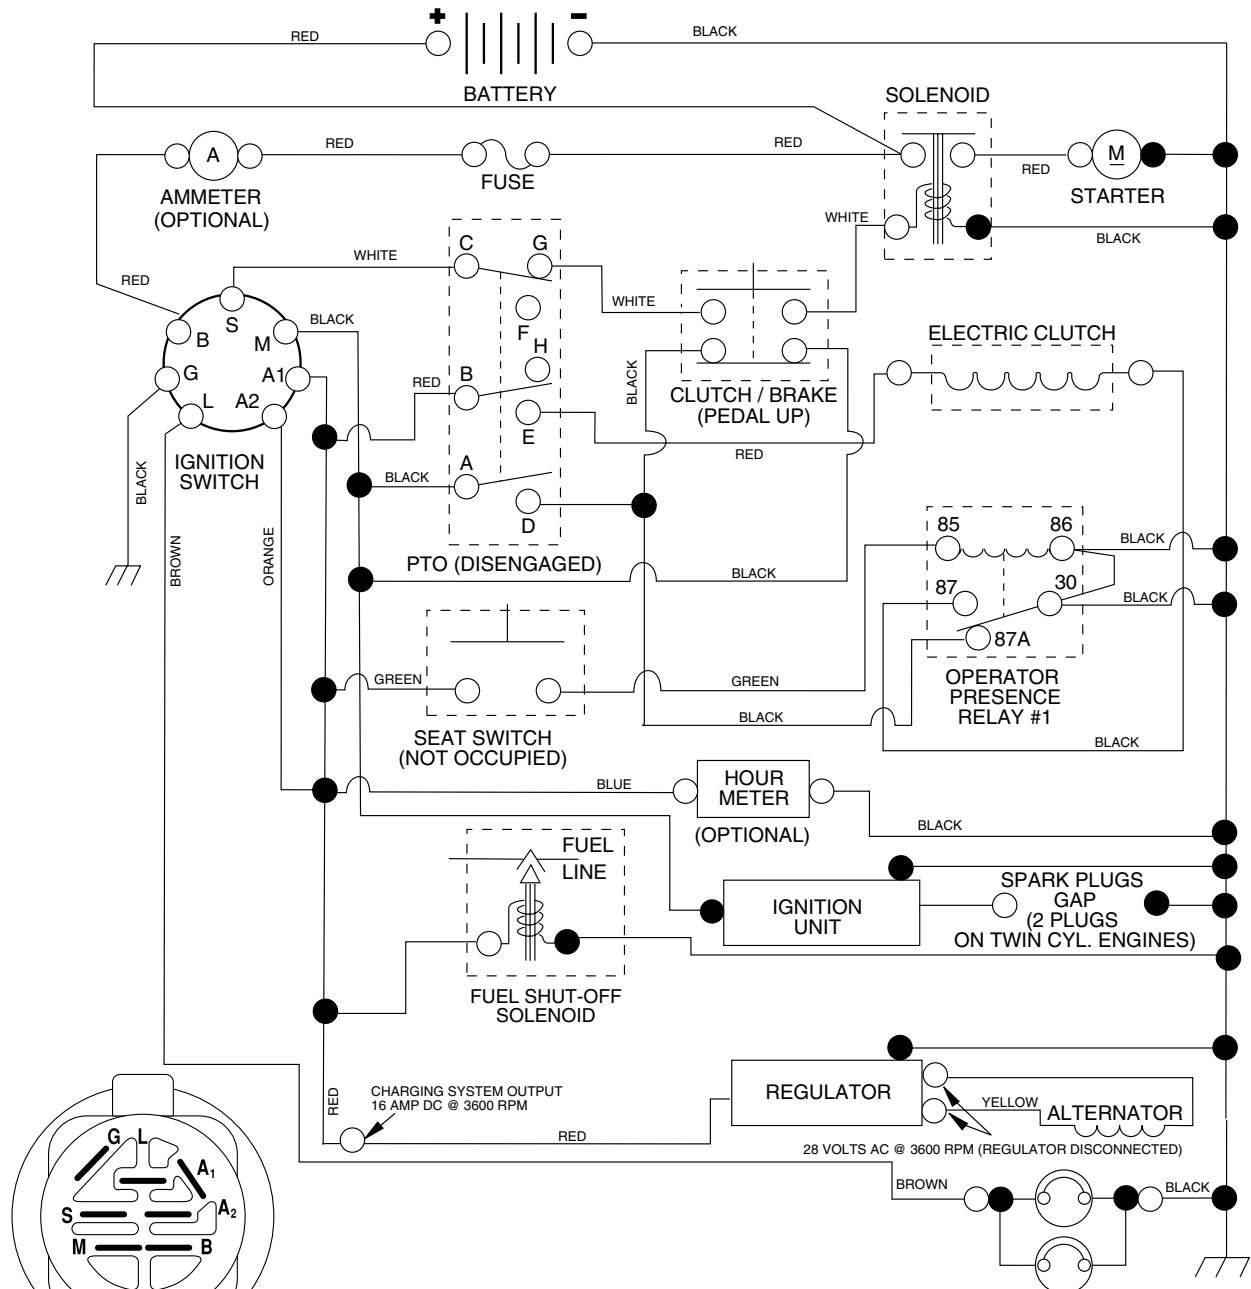 + −
RED
BLACK
BATTERY
SOLENOID
A
RED
RED
M
RED
AMMETER
(OPTIONAL)
FUSE
STARTER
WHITE
BLACK
C G
WHITE
RED
S
B
M
BLACK
F
WHITE
H
ELECTRIC CLUTCH
G
A1
L
A2
RED
B
BLACK
CLUTCH / BRAKE
(PEDAL UP)
E
RED
IGNITION
SWITCH
A
BLACK
BLACK
D
85 86
BLACK
BROWN
ORANGE
PTO (DISENGAGED)
BLACK
87 30
BLACK
87A
GREEN
GREEN
OPERATOR
PRESENCE
RELAY #1
BLACK
SEAT SWITCH
(NOT OCCUPIED)
BLACK
BLUE
HOUR
METER
(OPTIONAL)
BLACK
FUEL
LINE
IGNITION
UNIT
SPARK PLUGS
GAP
(2 PLUGS
ON TWIN CYL. ENGINES)
FUEL SHUT-OFF
SOLENOID
RED
CHARGING SYSTEM OUTPUT
16 AMP DC @ 3600 RPM
REGULATOR
YELLOW
ALTERNATOR
RED
28 VOLTS AC @ 3600 RPM (REGULATOR DISCONNECTED)
BROWN
BLACK
G L
A1
S
A2
M
B